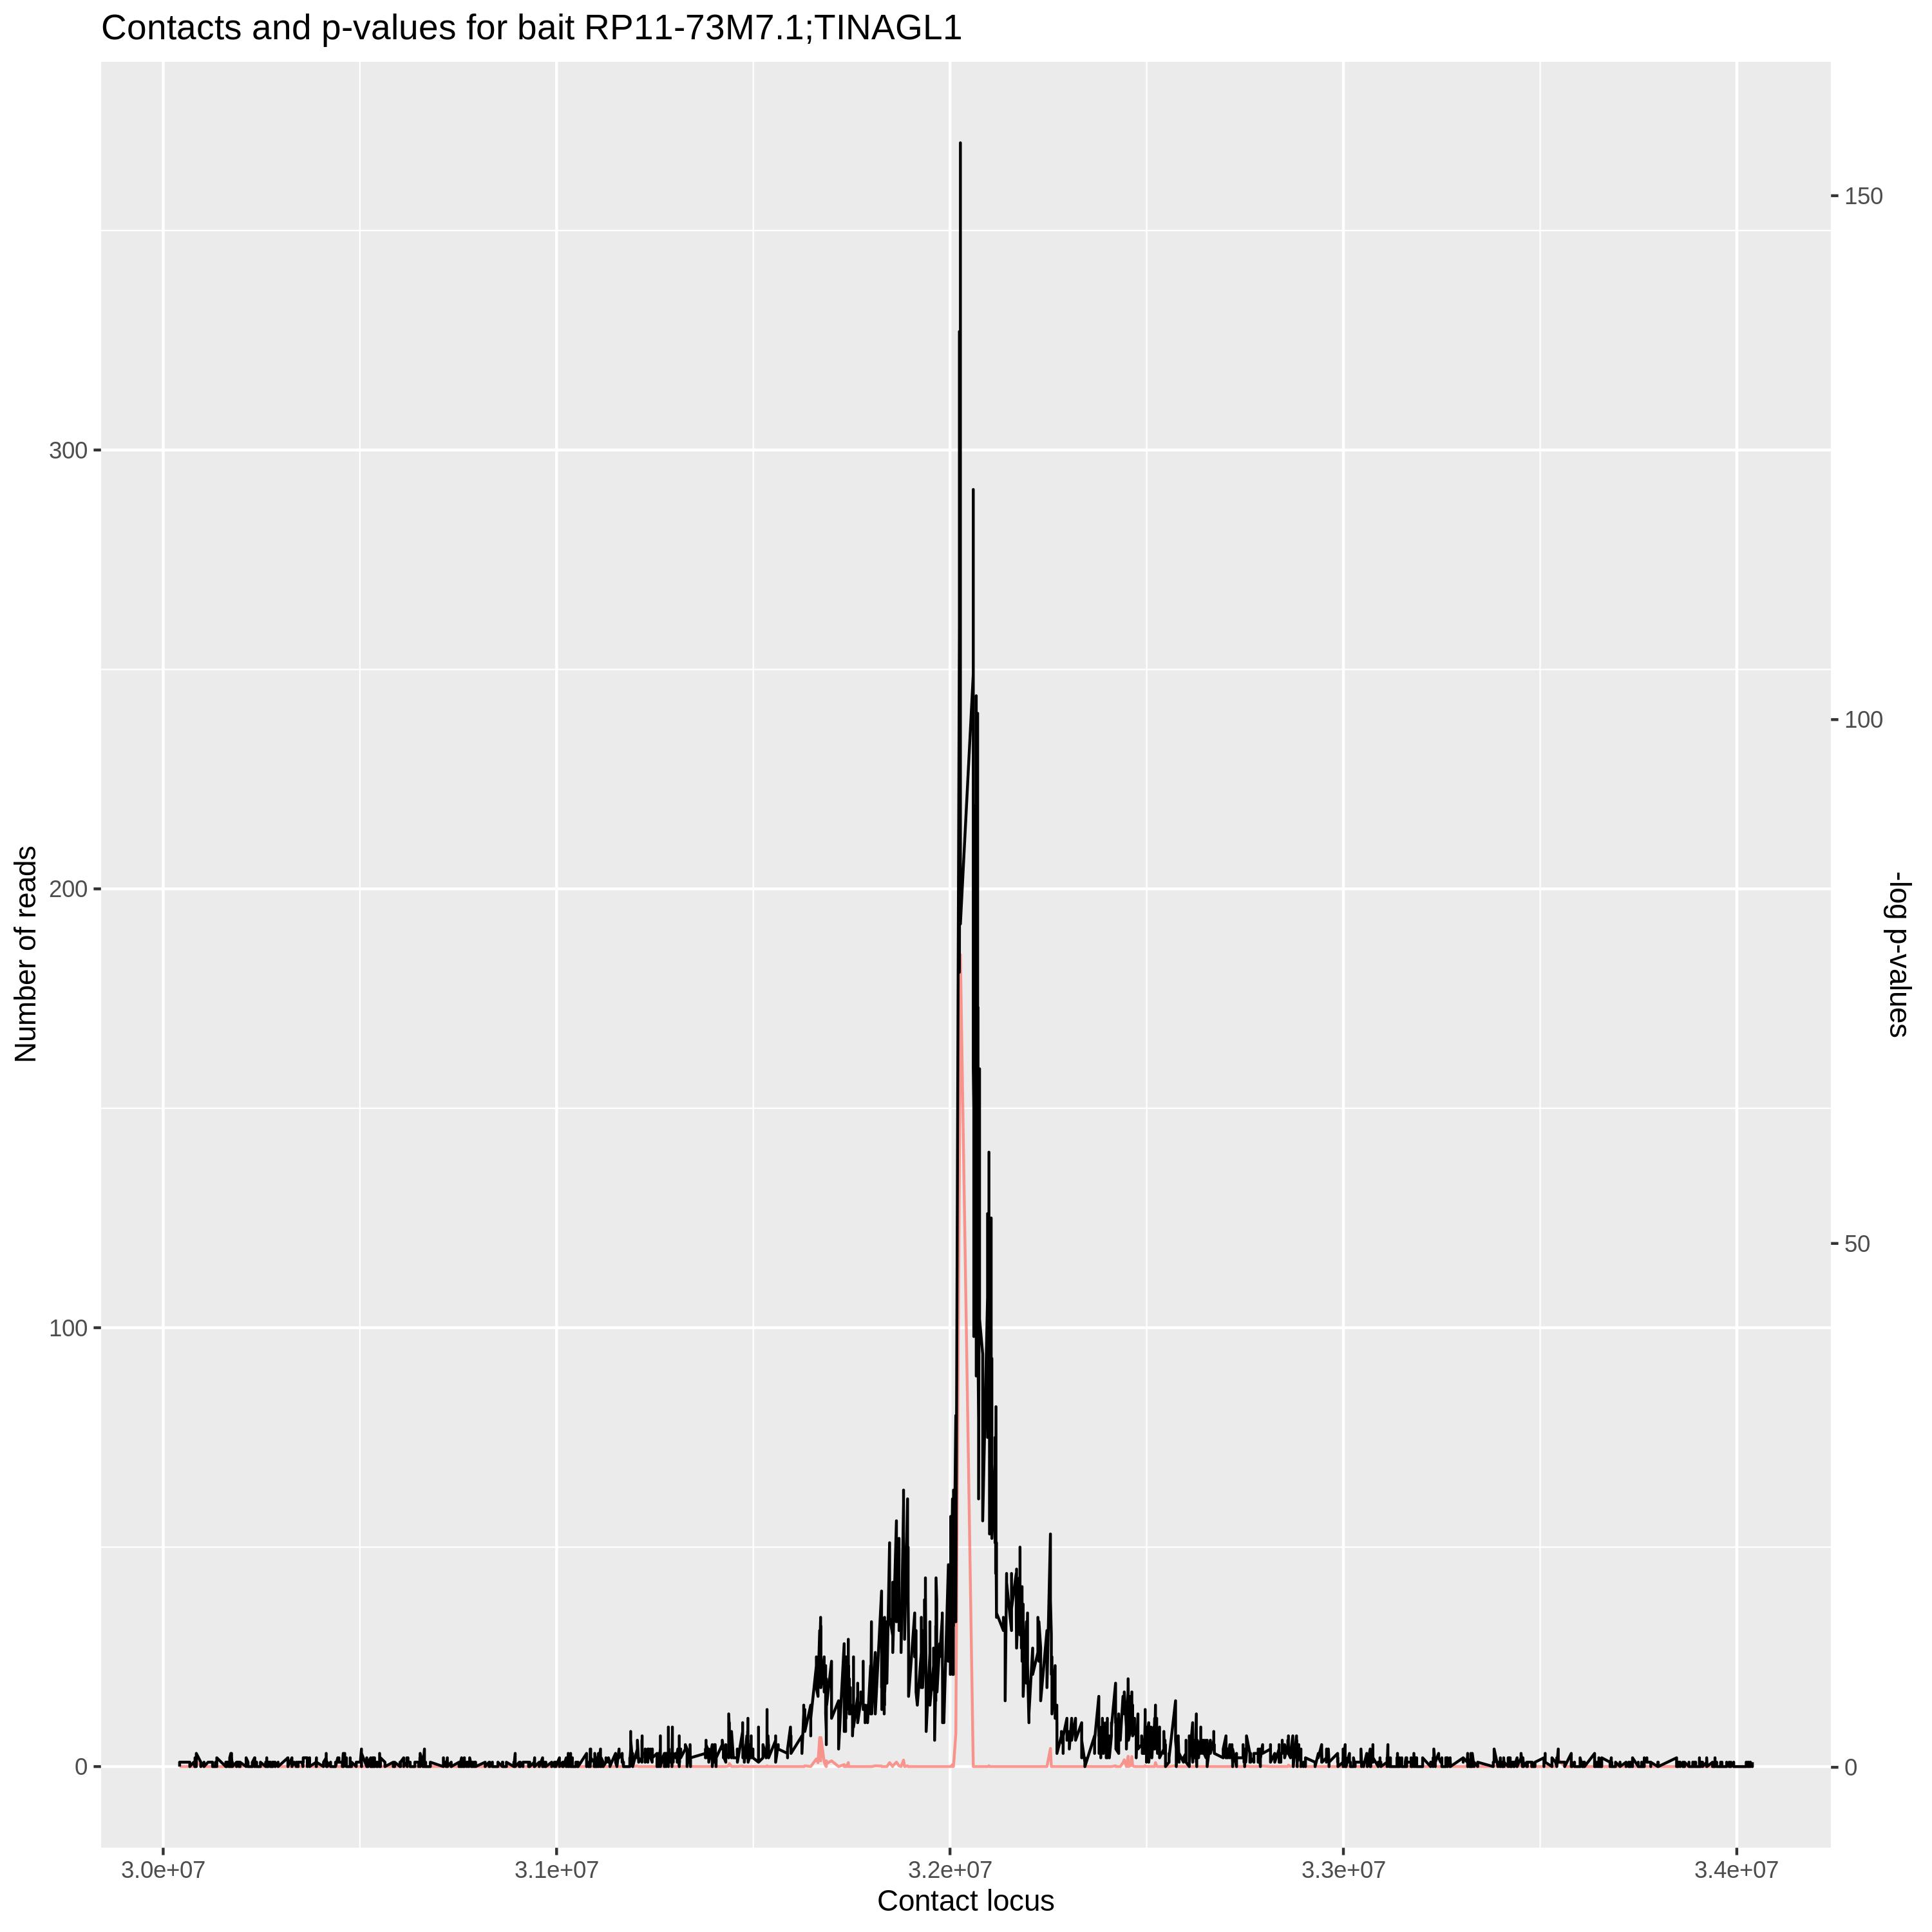 Contacts and p-values for bait RP11-73M7.1;TINAGL1
150
300
100
200
Number of reads
-log p-values
50
100
0
0
3.0e+07 3.1e+07 3.2e+07 3.3e+07 3.4e+07
Contact locus